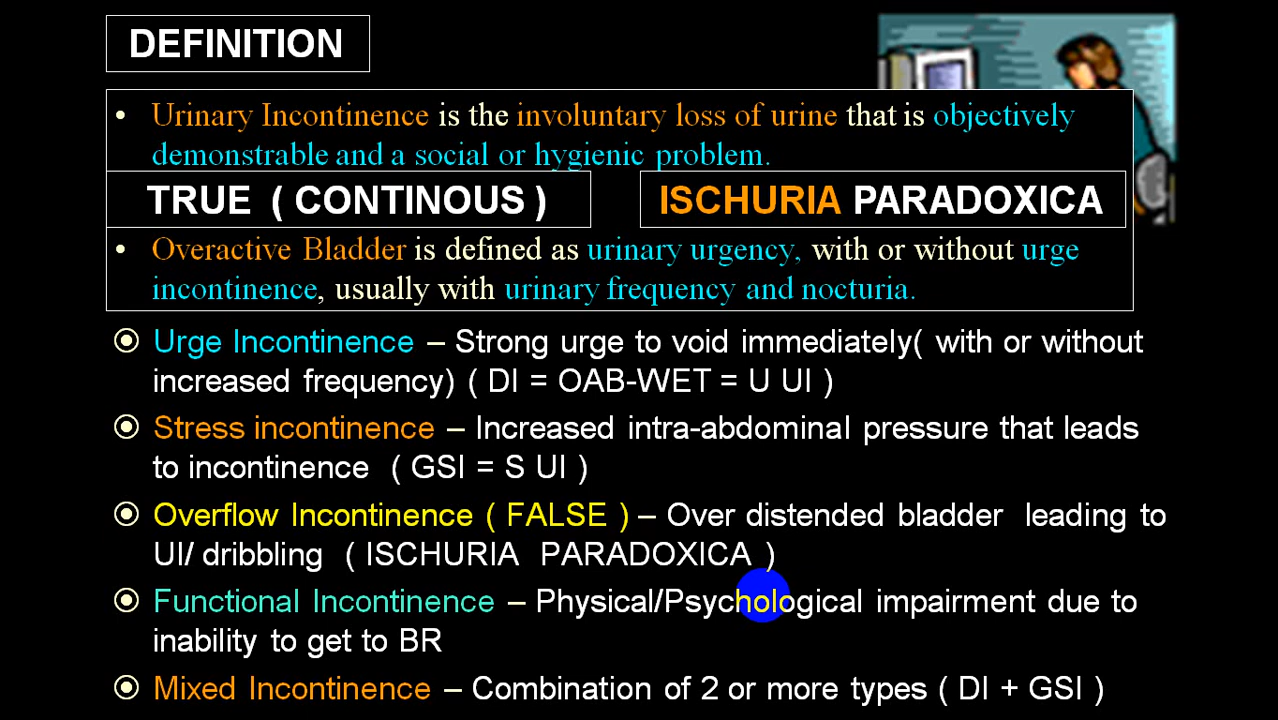 DEFINITION
• Urinary Incontinence is the involuntary loss of urine that is objectively
demonstrable and a social or hygienic problem.
TRUE ( CONTINOUS )
ISCHURIA PARADOXICA
• Overactive Bladder is defined as urinary urgency, with or without urge
incontinence, usually with urinary frequency and nocturia.
Urge Incontinence – Strong urge to void immediately( with or without
increased frequency) ( DI = OAB-WET = U UI )
Stress incontinence – Increased intra-abdominal pressure that leads
to incontinence ( GSI = S UI )
Overflow Incontinence ( FALSE ) – Over distended bladder leading to
UI/ dribbling ( ISCHURIA PARADOXICA )
Functional Incontinence – Physical/Psychological impairment due to
inability to get to BR
Mixed Incontinence – Combination of 2 or more types ( DI + GSI )